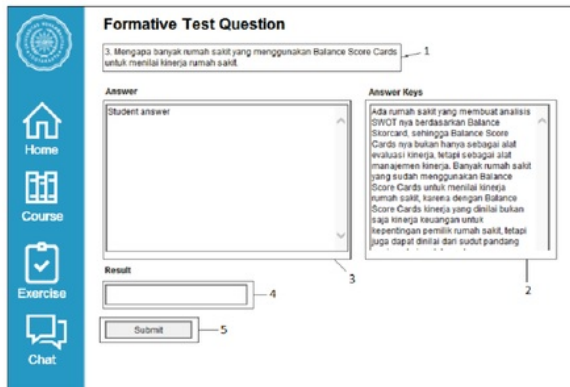 Formative Test Question
3. Mengapa banyak rumah sakit yang menggunakan Balance Score Cards
untuk menilai kinerja rumah sakit
1
Answer
Student answer
3
Answer Keys
Ada rumah sakit yang membuat analisis
SWOT nya berdasarkan Balance
Skorcard, sehingga Balance Score
Cards nya bukan hanya sebagai alat
evaluasi kinerja, tetapi sebagai alat
manajemen kinerja. Banyak rumah sakit
yang sudah menggunakan Balance
Score Cards untuk menilai kinerja
rumah sakit, karena dengan Balance
Score Cards kinerja yang dinilai bukan
saja kinerja keuangan untuk
kepentingan pemilik rumah sakit, tetapi
juga dapat dinilai dari sudut pandang
2
Result
4
Submit
5
Home
Course
Exercise
Chat